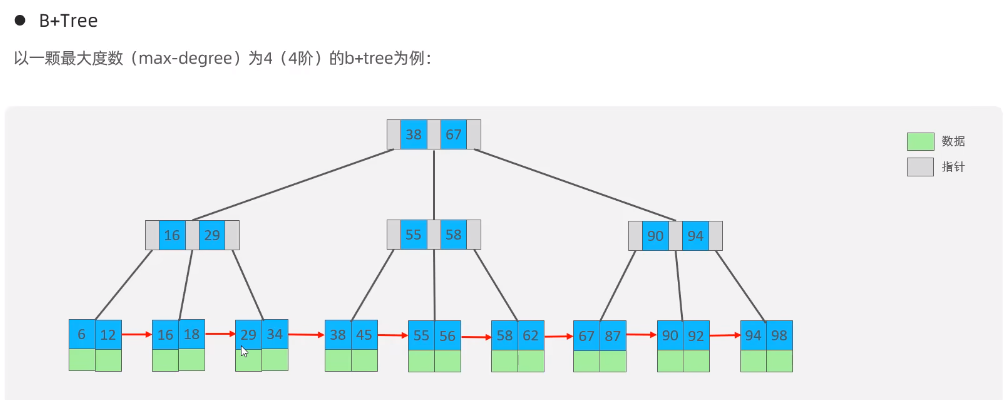 ● B+Tree
以一颗最大度数（max-degree）为4（4阶）的b+tree为例：
38 67
数据
指针
16 29 55 58 90 94
6 12 16 18 29 34 38 45 55 56 58 62 67 87 90 92 94 98